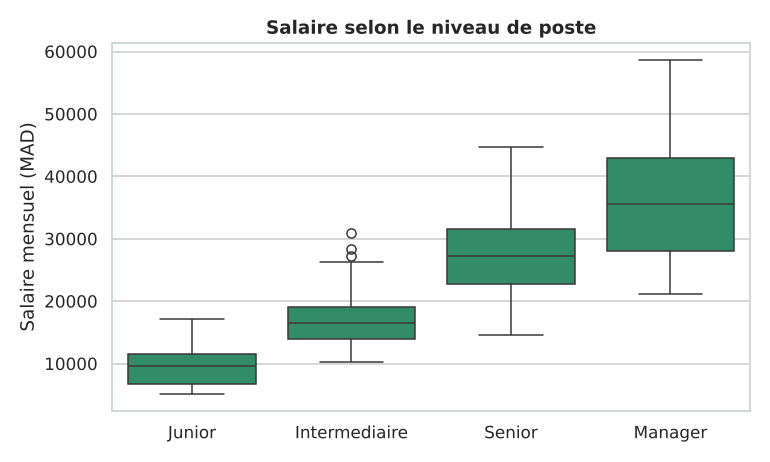 Salaire selon le niveau de poste
Salaire mensuel (MAD)
60000
50000
40000
30000
20000
10000
Junior
Intermediaire
Senior
Manager